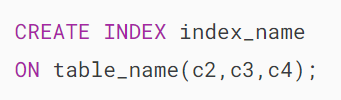 CREATE INDEX index_name
ON table_name(c2,c3,c4);